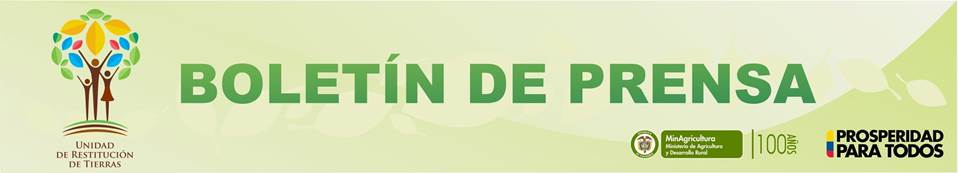 BOLETÍN DE PRENSA
UNIDAD
DE RESTITUCIÓN
DE TIERRAS
MinAgricultura
Ministerio de Agricultura
y Desarrollo Rural
100 AÑOS
PROSPERIDAD
PARA TODOS